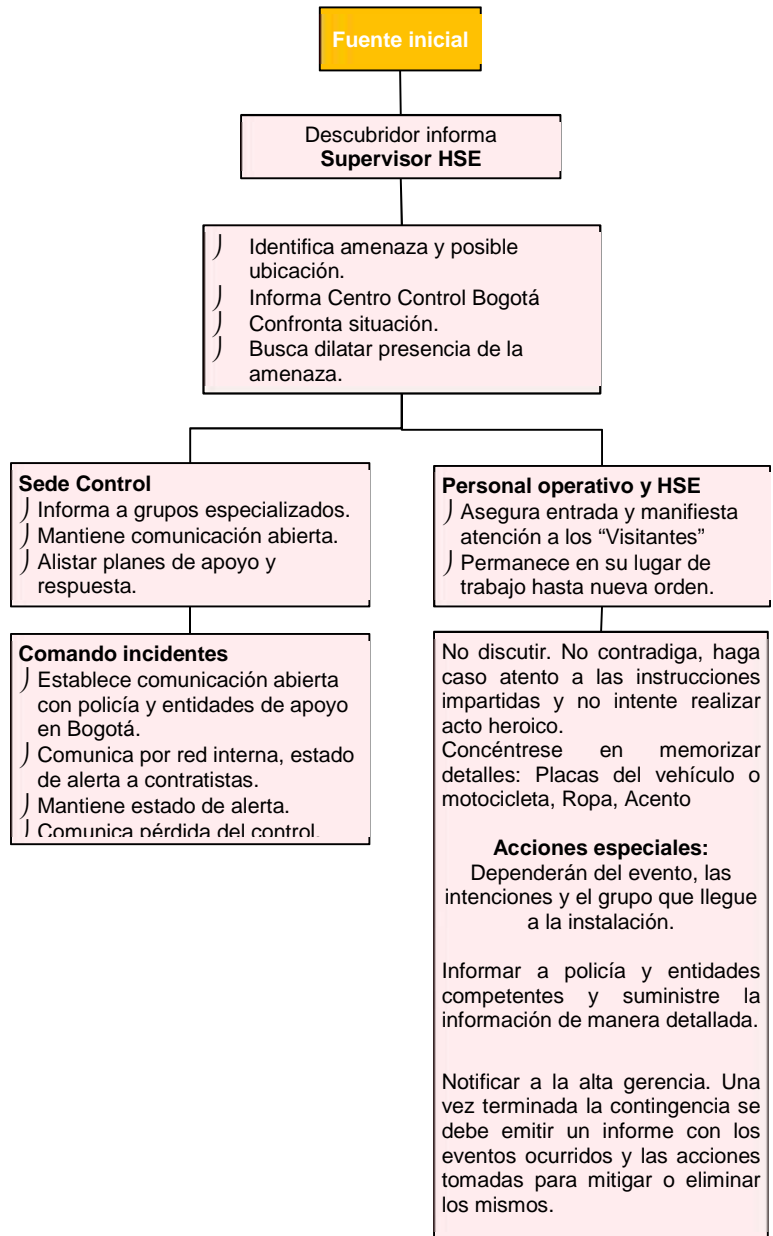 Fuente inicial
Descubridor informa
Supervisor HSE
Identifica amenaza y posible
ubicación.
Informa Centro Control Bogotá
Confronta situación.
Busca dilatar presencia de la
amenaza.
Sede Control
Informa a grupos especializados.
Mantiene comunicación abierta.
Alistar planes de apoyo y
respuesta.
Comando incidentes
Establece comunicación abierta
con policía y entidades de apoyo
en Bogotá.
Comunica por red interna, estado
de alerta a contratistas.
Mantiene estado de alerta.
Comunica pérdida del control.
Personal operativo y HSE
Asegura entrada y manifiesta
atención a los “Visitantes”
Permanece en su lugar de
trabajo hasta nueva orden.
No discutir. No contradiga, haga
caso atento a las instrucciones
impartidas y no intente realizar
acto heroico.
Concéntrese en memorizar
detalles: Placas del vehículo o
motocicleta, Ropa, Acento
Acciones especiales:
Dependerán del evento, las
intenciones y el grupo que llegue
a la instalación.
Informar a policía y entidades
competentes y suministre la
información de manera detallada.
Notificar a la alta gerencia. Una
vez terminada la contingencia se
debe emitir un informe con los
eventos ocurridos y las acciones
tomadas para mitigar o eliminar
los mismos.